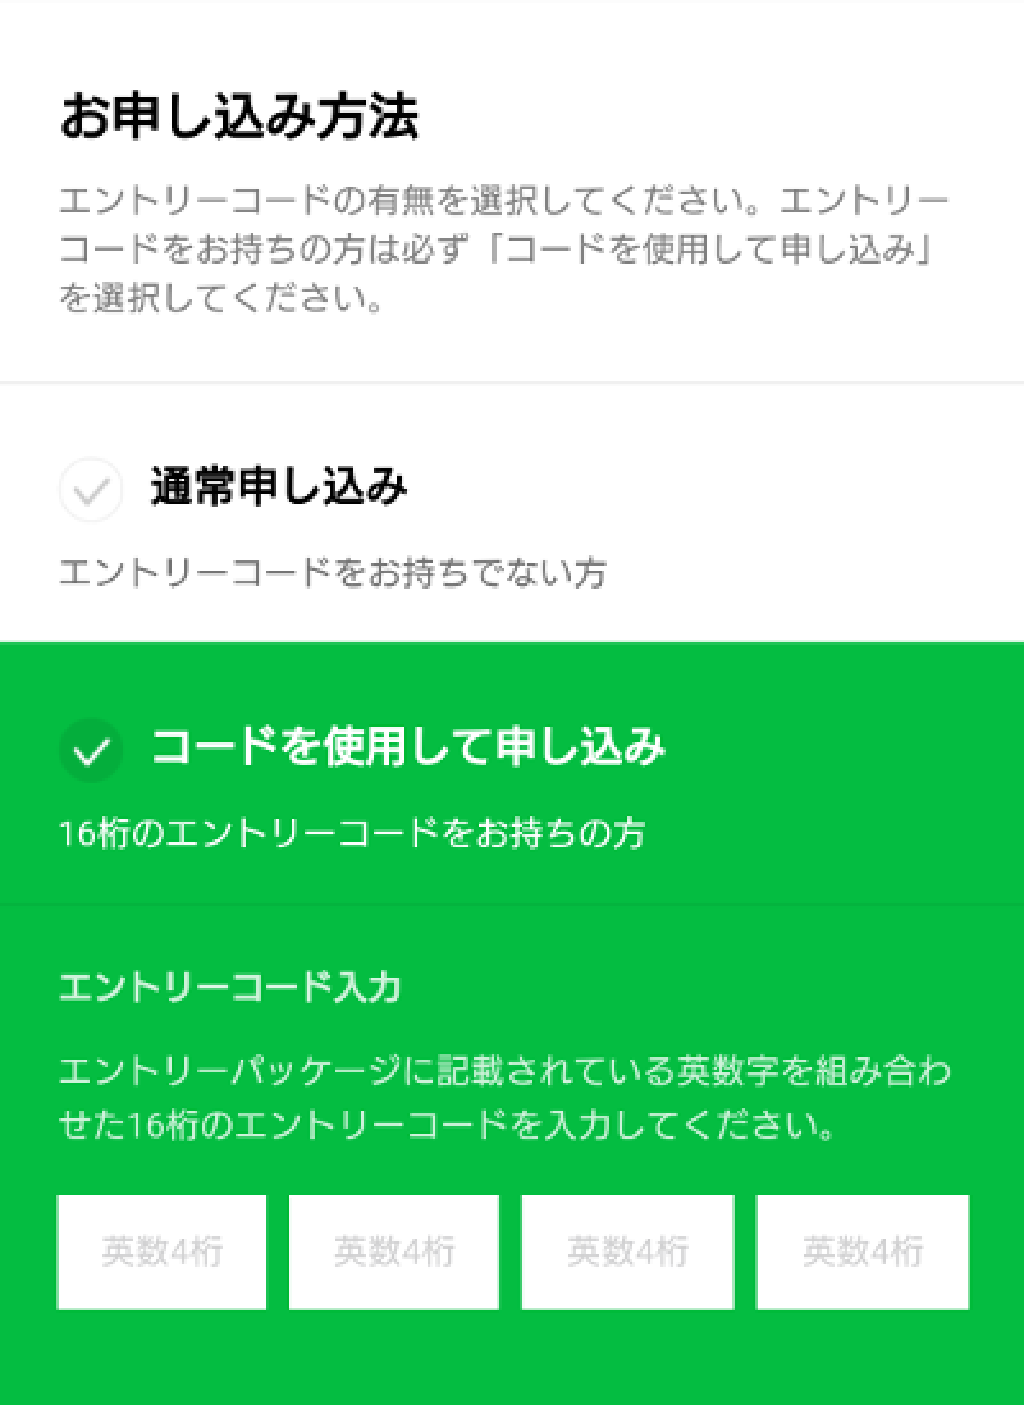 お申し込み方法
エントリーコードの有無を選択してください。エントリー
コードをお持ちの方は必ず「コードを使用して申し込み」
を選択してください。
通常申し込み
エントリーコードをお持ちでない方
コードを使用して申し込み
16桁のエントリーコードをお持ちの方
エントリーコード入力
エントリーパッケージに記載されている英数字を組み合わ
せた16桁のエントリーコードを入力してください。
英数4桁 英数4桁 英数4桁 英数4桁